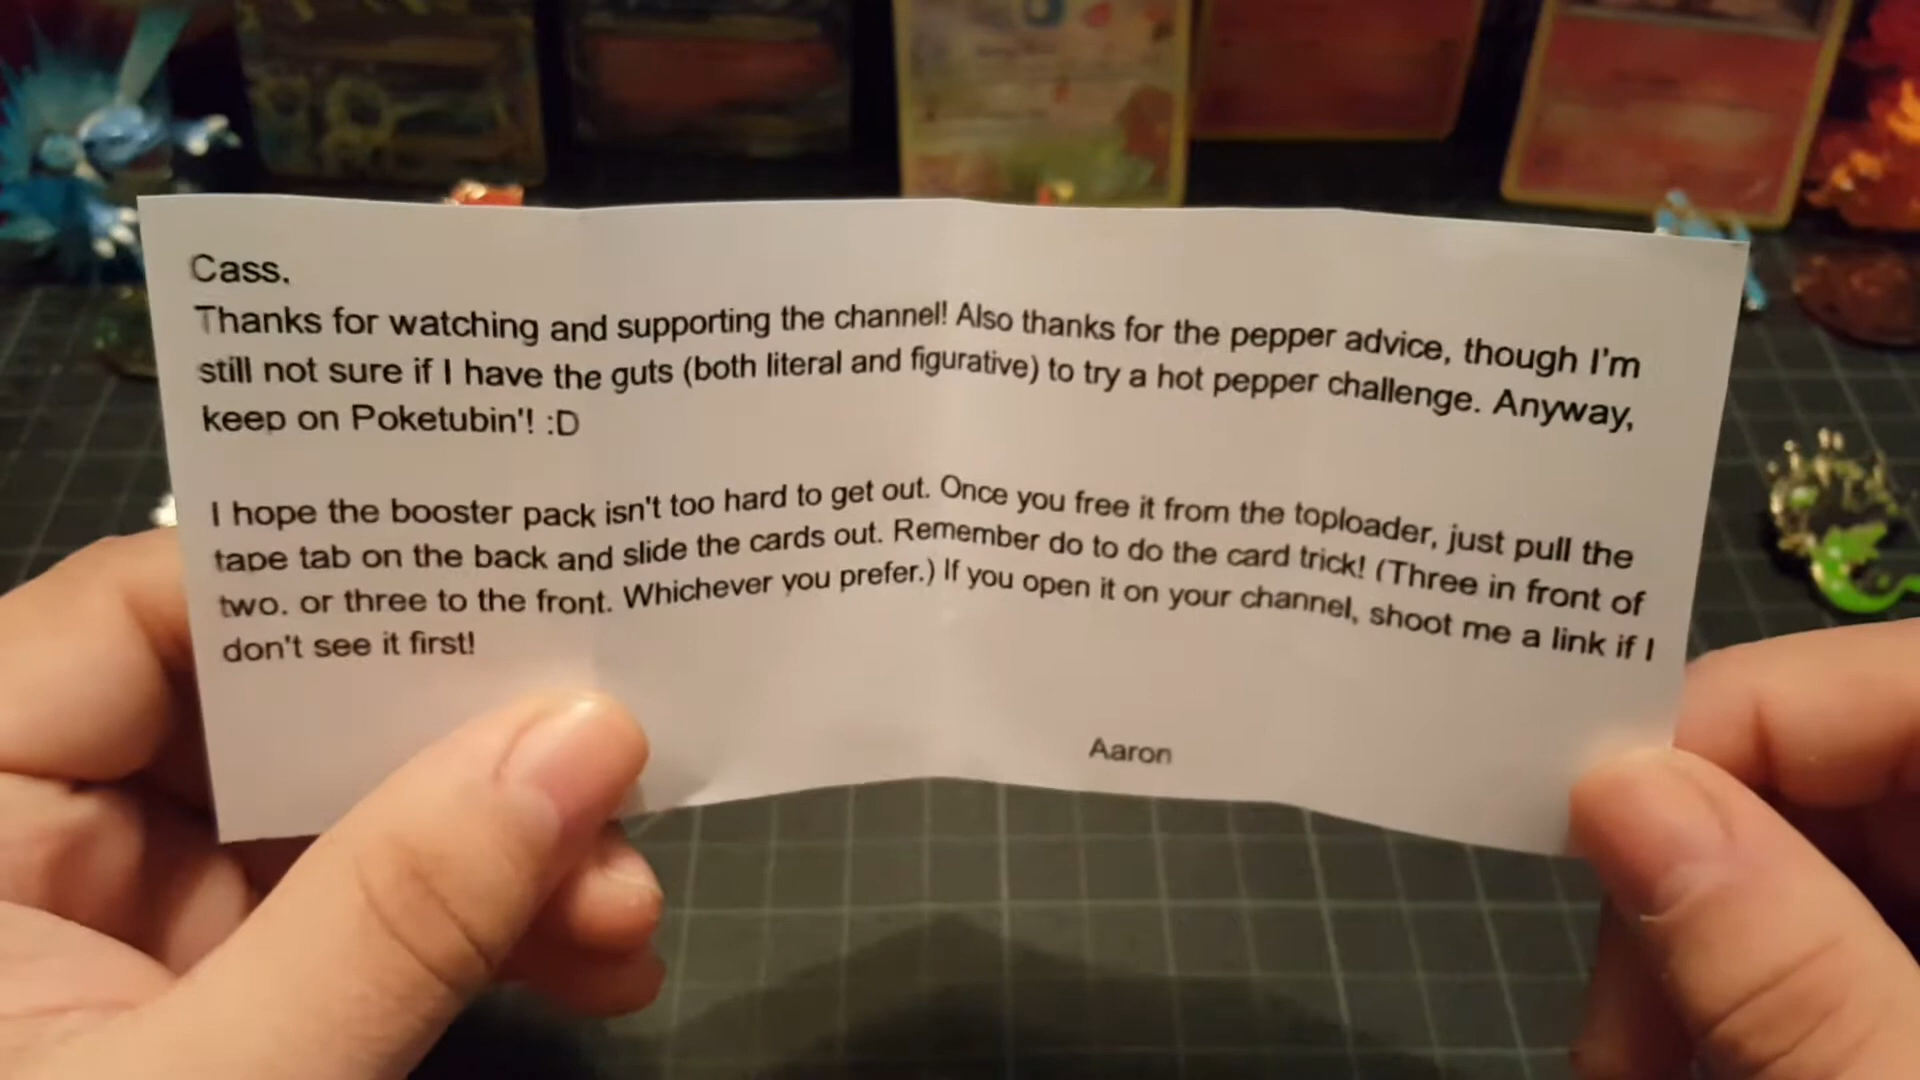 Cass.
Thanks for watching and supporting the channel! Also thanks for the pepper advice, though I'm
still not sure if I have the guts (both literal and figurative) to try a hot pepper challenge. Anyway,
keep on Poketubin'! :D
I hope the booster pack isn't too hard to get out. Once you free it from the toploader, just pull the
tape tab on the back and slide the cards out. Remember do to do the card trick! (Three in front of
two. or three to the front. Whichever you prefer.) If you open it on your channel, shoot me a link if I
don't see it first!
Aaron